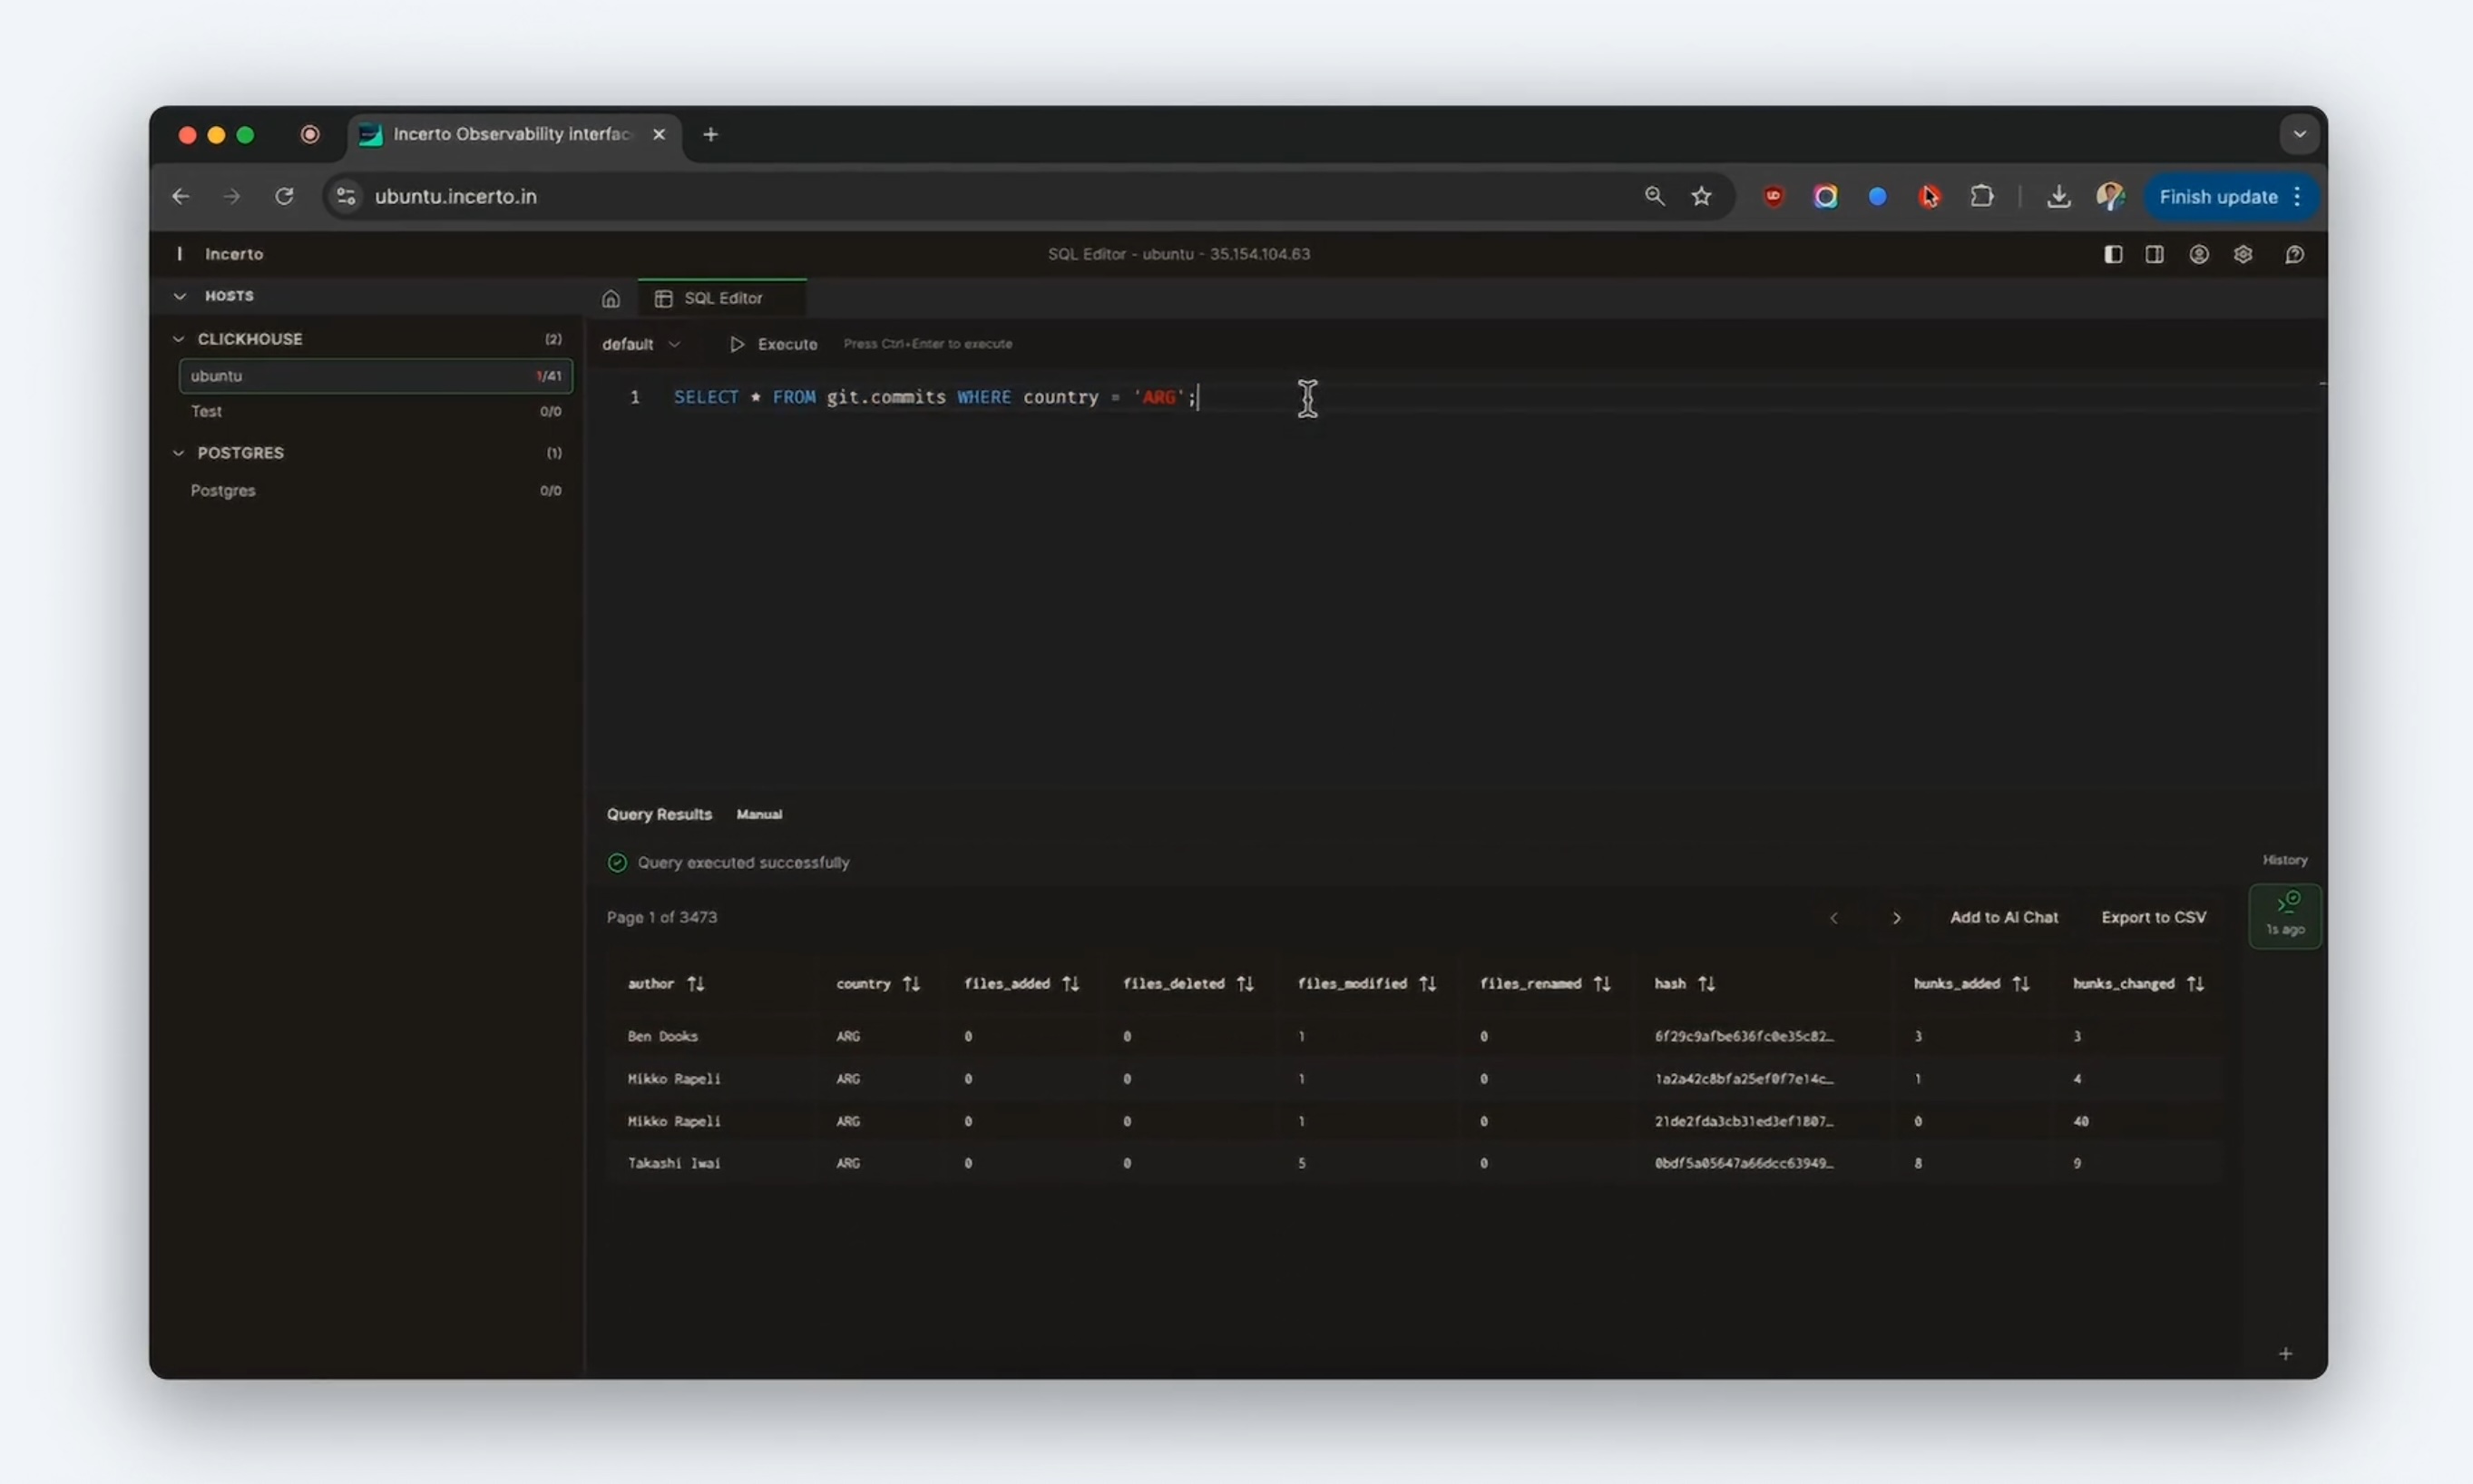 Incerto Observability interfac
ubuntu.incerto.in
Finish update
Incerto
SQL Editor - ubuntu - 35.154.104.63
HOSTS
SQL Editor
CLICKHOUSE (2)
default Execute Press Ctrl+Enter to execute
ubuntu 1/41
1 SELECT * FROM git.commits WHERE country = 'ARG';
Test 0/0
POSTGRES (1)
Postgres 0/0
Query Results Manual
Query executed successfully
History
Page 1 of 3473 Add to AI Chat Export to CSV
1s ago
author country files_added files_deleted files_modified files_renamed hash hunks_added hunks_changed
Ben Dooks ARG 0 0 1 0 6f29c9afbe636fc0e35c82… 3 3
Mikko Rapeli ARG 0 0 1 0 1a2a42c8bfa25ef0f7e14c… 1 4
Mikko Rapeli ARG 0 0 1 0 21de2fda3cb31ed3ef1807… 0 40
Takashi Iwai ARG 0 0 5 0 0bdf5a05647a66dcc63949… 8 9